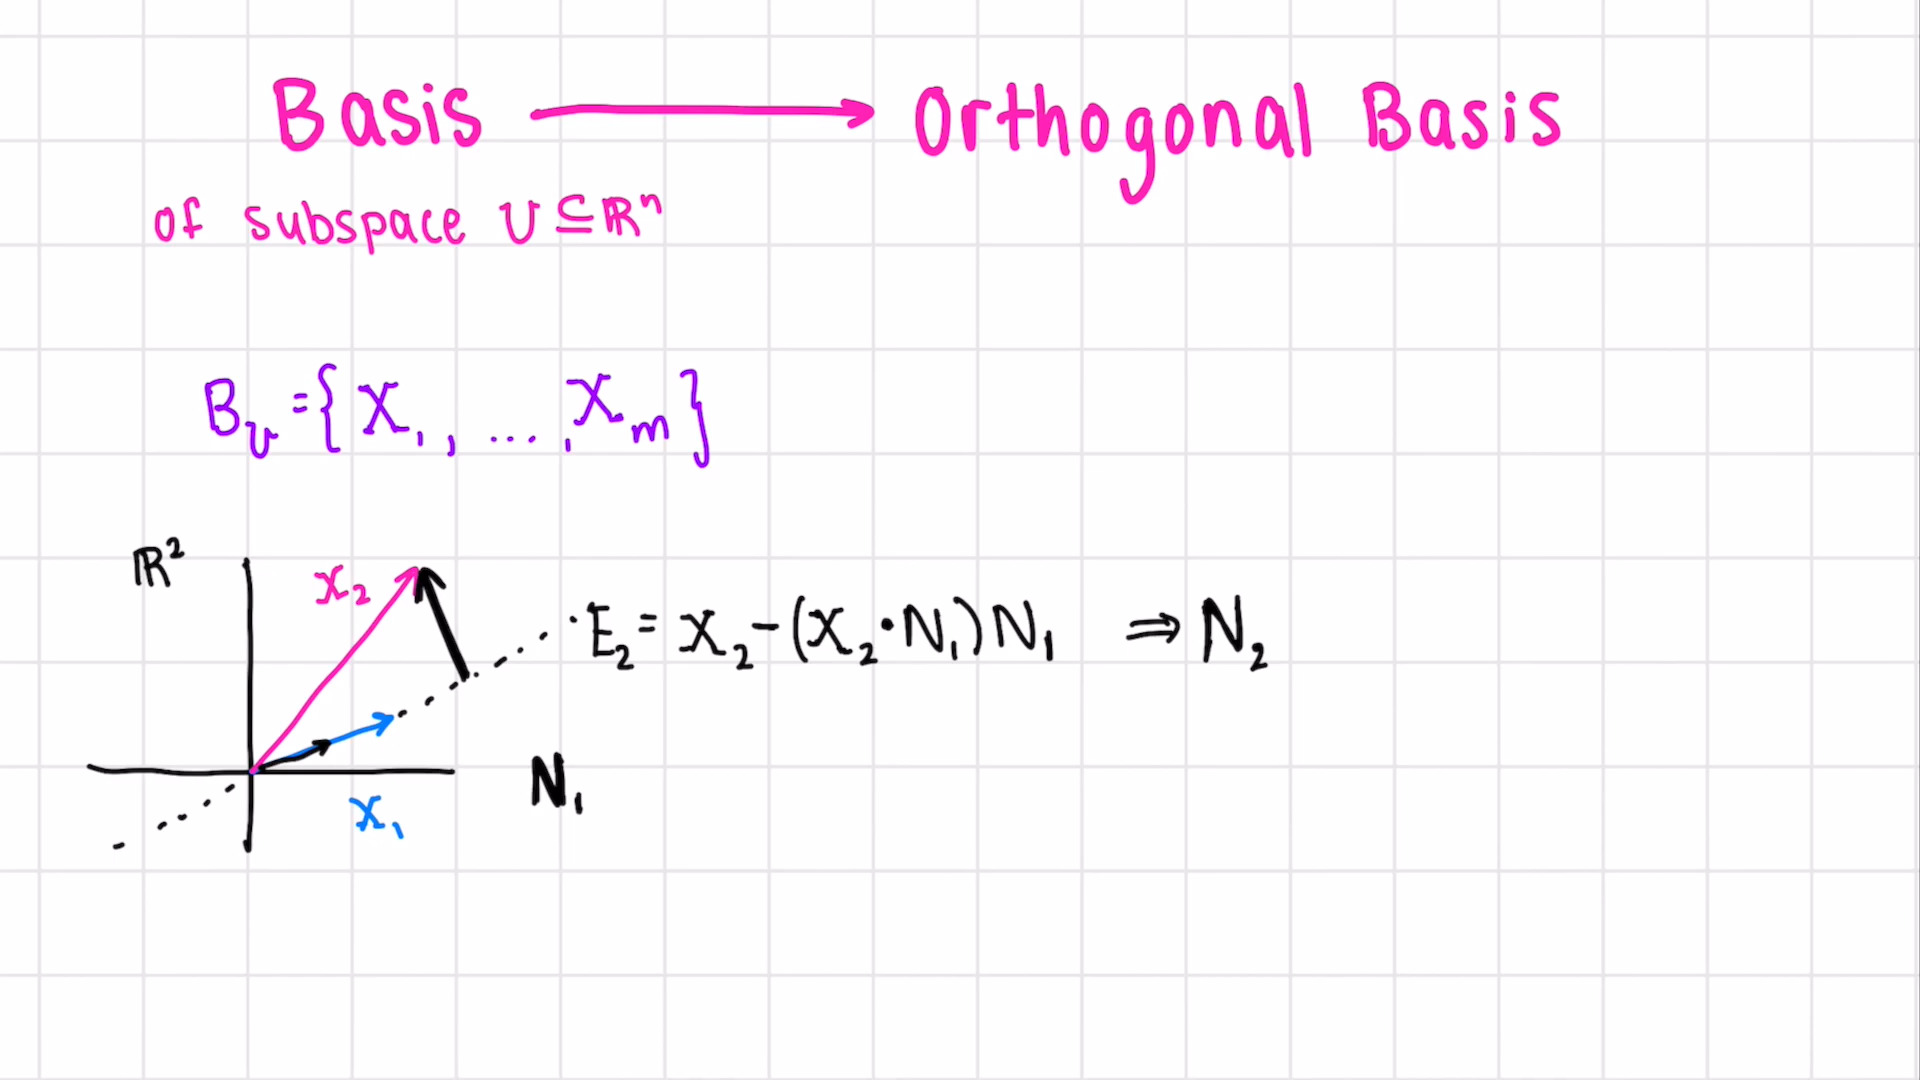 Basis → Orthogonal Basis
of subspace U ⊆ ℝⁿ
B_U = { X₁, ..., X_m }
ℝ²
X₂
E₂ = X₂ - (X₂ • N₁) N₁ ⇒ N₂
N₁
X₁